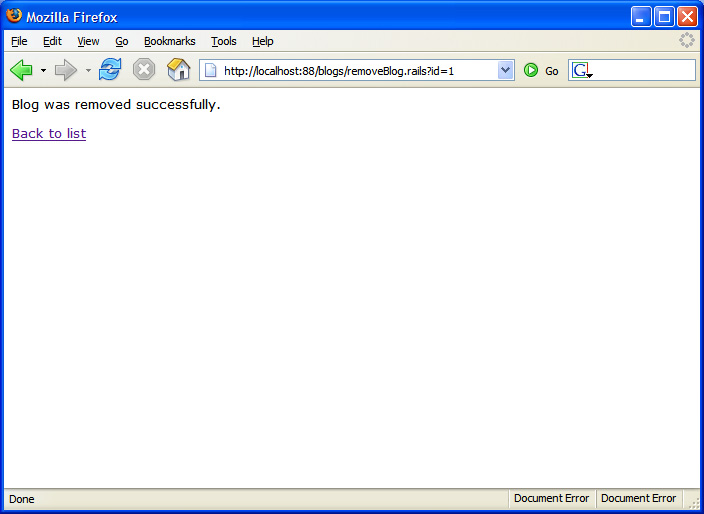 Mozilla Firefox
File Edit View Go Bookmarks Tools Help
http://localhost:88/blogs/removeBlog.rails?id=1 Go G
Blog was removed successfully.
Back to list
Done Document Error Document Error